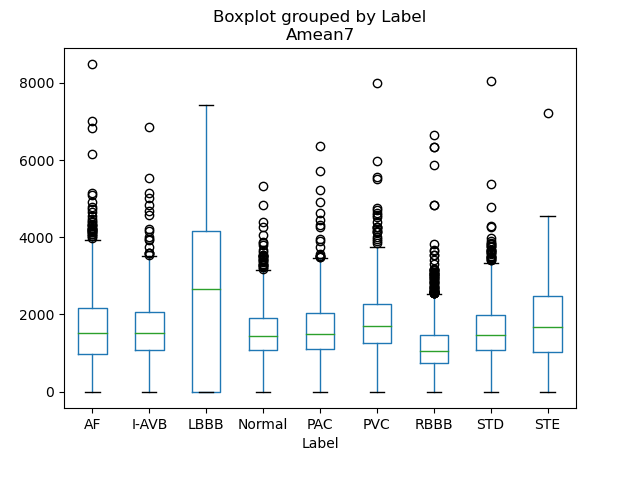 Boxplot grouped by Label
Amean7
8000
6000
4000
2000
0
AF I-AVB LBBB Normal PAC PVC RBBB STD STE
Label